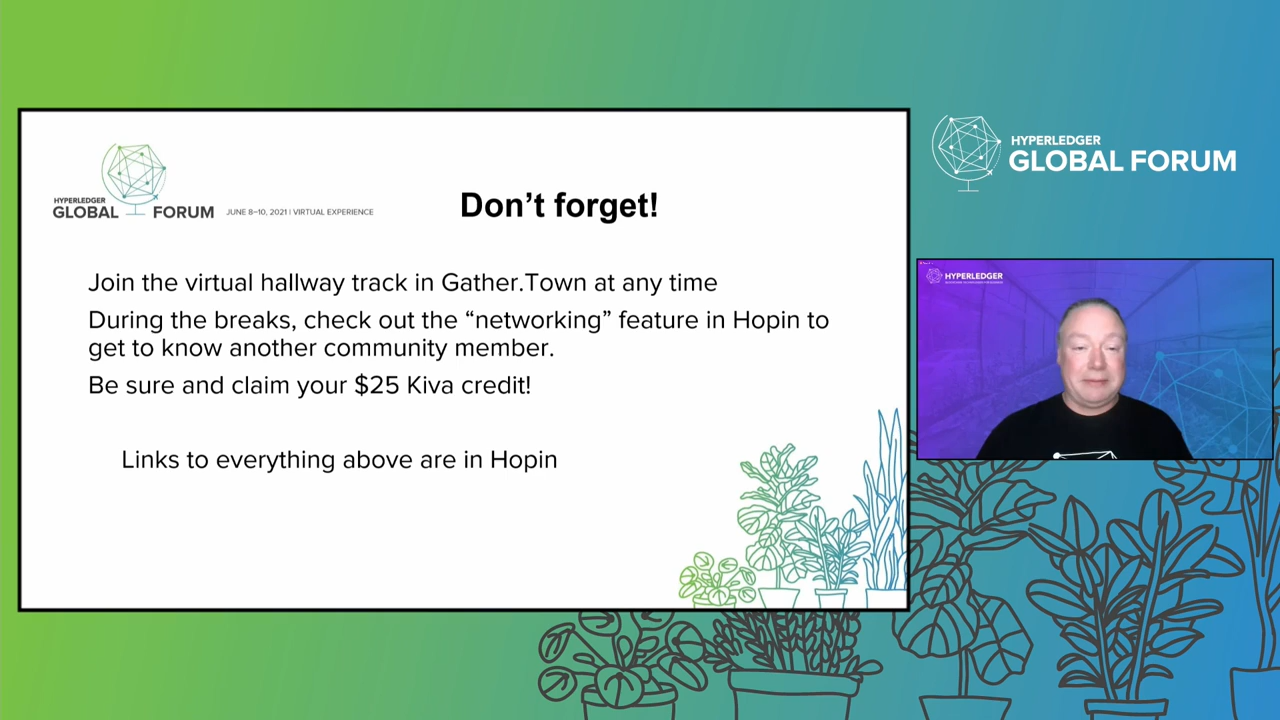 HYPERLEDGER
GLOBAL FORUM
JUNE 8–10, 2021 | VIRTUAL EXPERIENCE
Don’t forget!
Join the virtual hallway track in Gather.Town at any time
During the breaks, check out the “networking” feature in Hopin to
get to know another community member.
Be sure and claim your $25 Kiva credit!
Links to everything above are in Hopin
HYPERLEDGER
GLOBAL FORUM
HYPERLEDGER